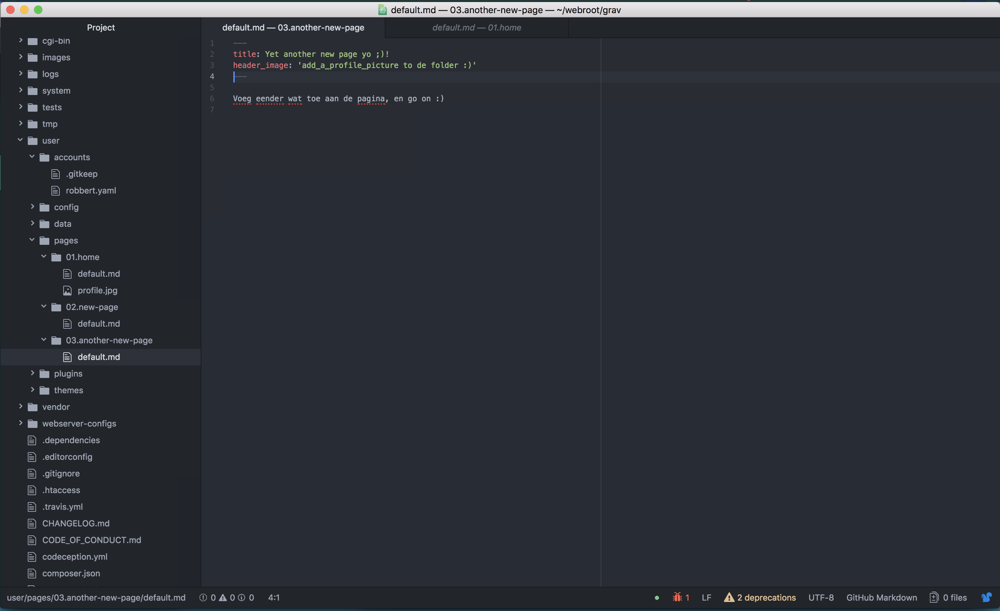 default.md — 03.another-new-page — ~/webroot/grav
Project
cgi-bin
images
logs
system
tests
tmp
user
accounts
.gitkeep
robbert.yaml
config
data
pages
01.home
default.md
profile.jpg
02.new-page
default.md
03.another-new-page
default.md
plugins
themes
vendor
webserver-configs
.dependencies
.editorconfig
.gitignore
.htaccess
.travis.yml
CHANGELOG.md
CODE_OF_CONDUCT.md
codeception.yml
composer.json
default.md — 03.another-new-page
default.md — 01.home
1 ---
2 title: Yet another new page yo ;)!
3 header_image: 'add_a_profile_picture to de folder :)'
4 ---
5
6 Voeg eender wat toe aan de pagina, en go on :)
7
user/pages/03.another-new-page/default.md 0 0 0 4:1
1 LF 2 deprecations UTF-8 GitHub Markdown 0 files